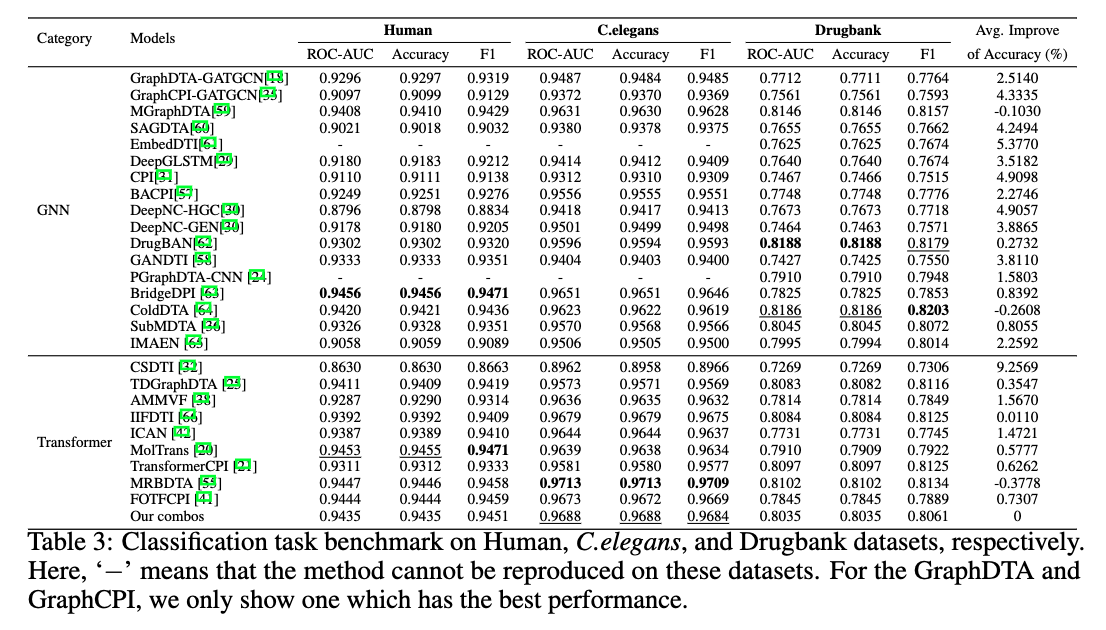 Category Models Human C.elegans Drugbank Avg. Improve
ROC-AUC Accuracy F1 ROC-AUC Accuracy F1 ROC-AUC Accuracy F1 of Accuracy (%)
GNN
GraphDTA-GATGCN[48] 0.9296 0.9297 0.9319 0.9487 0.9484 0.9485 0.7712 0.7711 0.7764 2.5140
GraphCPI-GATGCN[35] 0.9097 0.9099 0.9129 0.9372 0.9370 0.9369 0.7561 0.7561 0.7593 4.3335
MGraphDTA[59] 0.9408 0.9410 0.9429 0.9631 0.9630 0.9628 0.8146 0.8146 0.8157 -0.1030
SAGDTA[60] 0.9021 0.9018 0.9032 0.9380 0.9378 0.9375 0.7655 0.7655 0.7662 4.2494
EmbedDTI[61] - - - - - - 0.7625 0.7625 0.7674 5.3770
DeepGLSTM[29] 0.9180 0.9183 0.9212 0.9414 0.9412 0.9409 0.7640 0.7640 0.7674 3.5182
CPI[31] 0.9110 0.9111 0.9138 0.9312 0.9310 0.9309 0.7467 0.7466 0.7515 4.9098
BACPI[57] 0.9249 0.9251 0.9276 0.9556 0.9555 0.9551 0.7748 0.7748 0.7776 2.2746
DeepNC-HGC[30] 0.8796 0.8798 0.8834 0.9418 0.9417 0.9413 0.7673 0.7673 0.7718 4.9057
DeepNC-GEN[30] 0.9178 0.9180 0.9205 0.9501 0.9499 0.9498 0.7464 0.7463 0.7571 3.8865
DrugBAN[62] 0.9302 0.9302 0.9320 0.9596 0.9594 0.9593 0.8188 0.8188 0.8179 0.2732
GANDTI [58] 0.9333 0.9333 0.9351 0.9404 0.9403 0.9400 0.7427 0.7425 0.7550 3.8110
PGraphDTA-CNN [24] - - - - - - 0.7910 0.7910 0.7948 1.5803
BridgeDPI [63] 0.9456 0.9456 0.9471 0.9651 0.9651 0.9646 0.7825 0.7825 0.7853 0.8392
ColdDTA [64] 0.9420 0.9421 0.9436 0.9623 0.9622 0.9619 0.8186 0.8186 0.8203 -0.2608
SubMDTA [36] 0.9326 0.9328 0.9351 0.9570 0.9568 0.9566 0.8045 0.8045 0.8072 0.8055
IMAEN [65] 0.9058 0.9059 0.9089 0.9506 0.9505 0.9500 0.7995 0.7994 0.8014 2.2592
Transformer
CSDTI [32] 0.8630 0.8630 0.8663 0.8962 0.8958 0.8966 0.7269 0.7269 0.7306 9.2569
TDGraphDTA [25] 0.9411 0.9409 0.9419 0.9573 0.9571 0.9569 0.8083 0.8082 0.8116 0.3547
AMMVF [38] 0.9287 0.9290 0.9314 0.9636 0.9635 0.9632 0.7814 0.7814 0.7849 1.5670
IIFDTI [66] 0.9392 0.9392 0.9409 0.9679 0.9679 0.9675 0.8084 0.8084 0.8125 0.0110
ICAN [42] 0.9387 0.9389 0.9410 0.9644 0.9644 0.9637 0.7731 0.7731 0.7745 1.4721
MolTrans [20] 0.9453 0.9455 0.9471 0.9639 0.9638 0.9634 0.7910 0.7909 0.7922 0.5777
TransformerCPI [21] 0.9311 0.9312 0.9333 0.9581 0.9580 0.9577 0.8097 0.8097 0.8125 0.6262
MRBDTA [55] 0.9447 0.9446 0.9458 0.9713 0.9713 0.9709 0.8102 0.8102 0.8134 -0.3778
FOTFCPI [41] 0.9444 0.9444 0.9459 0.9673 0.9672 0.9669 0.7845 0.7845 0.7889 0.7307
Our combos 0.9435 0.9435 0.9451 0.9688 0.9688 0.9684 0.8035 0.8035 0.8061 0
Table 3: Classification task benchmark on Human, C.elegans, and Drugbank datasets, respectively.
Here, ‘−’ means that the method cannot be reproduced on these datasets. For the GraphDTA and
GraphCPI, we only show one which has the best performance.